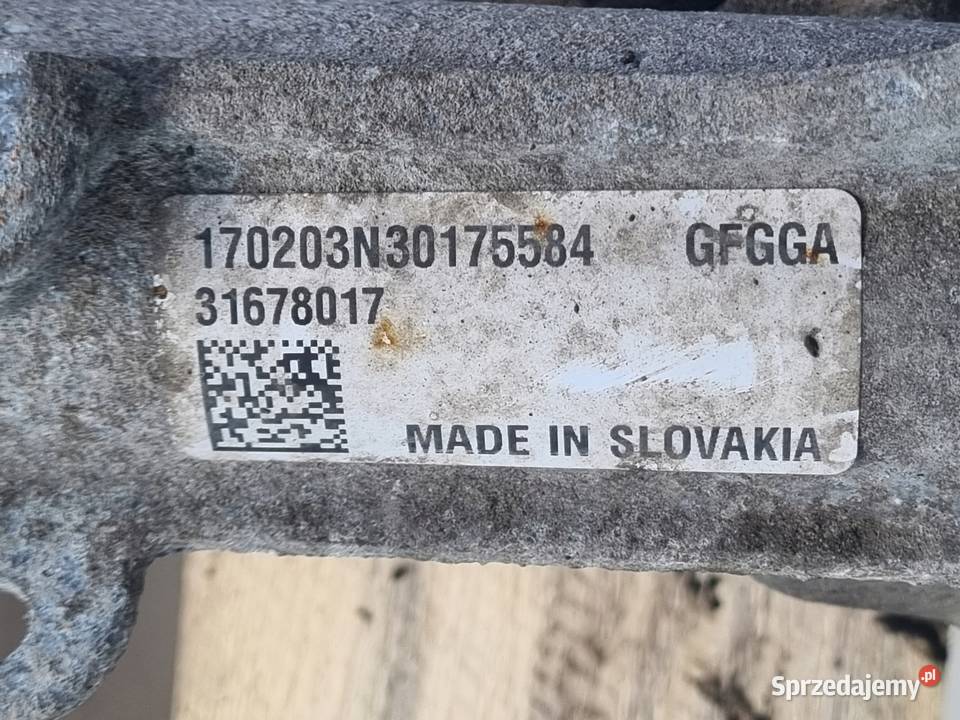 170203N30175584 GFGGA
31678017
MADE IN SLOVAKIA
Sprzedajemy.pl